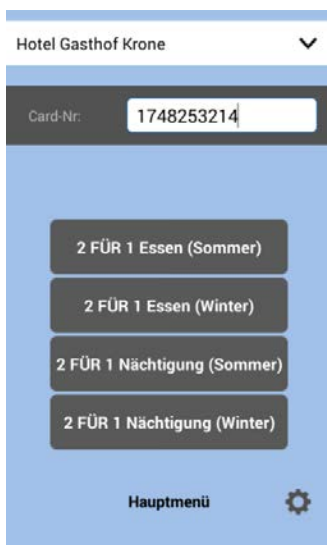 Hotel Gasthof Krone
Card-Nr: 1748253214
2 FÜR 1 Essen (Sommer)
2 FÜR 1 Essen (Winter)
2 FÜR 1 Nächtigung (Sommer)
2 FÜR 1 Nächtigung (Winter)
Hauptmenü